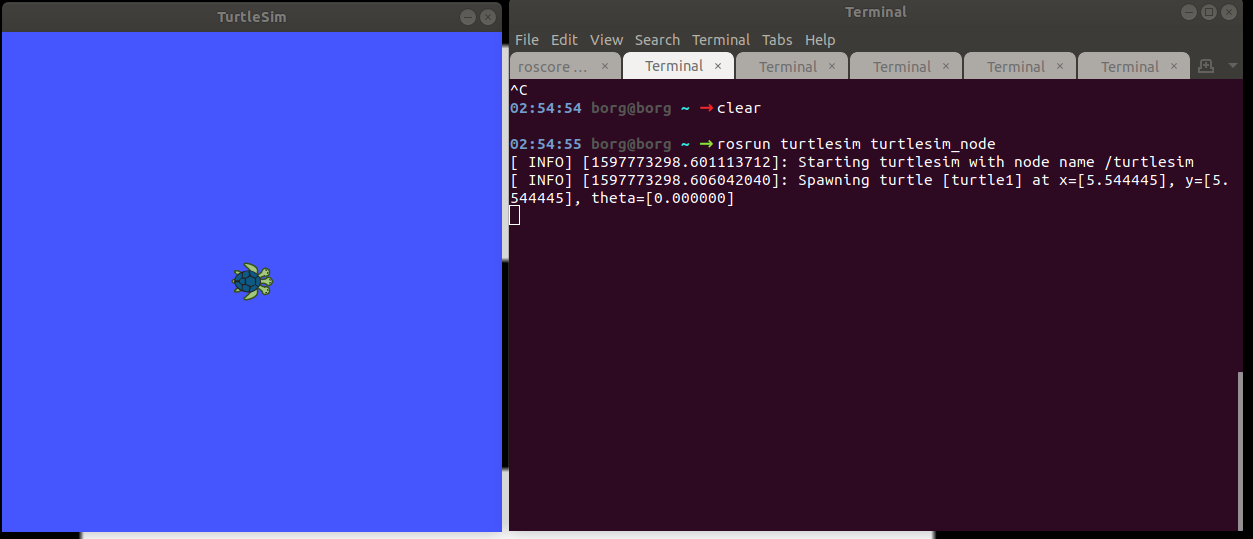 TurtleSim
Terminal
File Edit View Search Terminal Tabs Help
roscore ... × Terminal × Terminal × Terminal × Terminal × Terminal ×
^C
02:54:54 borg@borg ~ →clear
02:54:55 borg@borg ~ →rosrun turtlesim turtlesim_node
[ INFO] [1597773298.601113712]: Starting turtlesim with node name /turtlesim
[ INFO] [1597773298.606042040]: Spawning turtle [turtle1] at x=[5.544445], y=[5.
544445], theta=[0.000000]